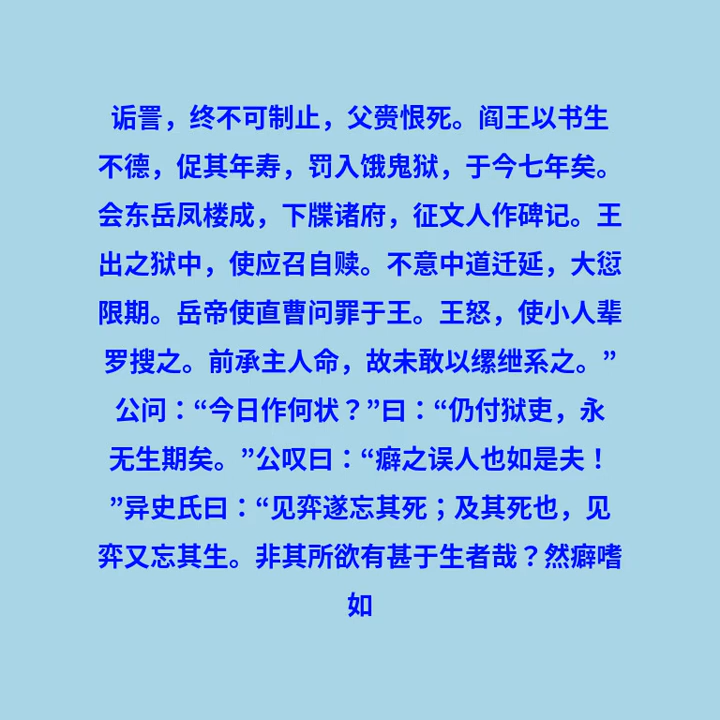 诟詈，终不可制止，父赍恨死。阎王以书生
不德，促其年寿，罚入饿鬼狱，于今七年矣。
会东岳凤楼成，下牒诸府，征文人作碑记。王
出之狱中，使应召自赎。不意中道迁延，大愆
限期。岳帝使直曹问罪于王。王怒，使小人辈
罗搜之。前承主人命，故未敢以缧绁系之。”
公问：“今日作何状？”曰：“仍付狱吏，永
无生期矣。”公叹曰：“癖之误人也如是夫！
”异史氏曰：“见弈遂忘其死；及其死也，见
弈又忘其生。非其所欲有甚于生者哉？然癖嗜
如